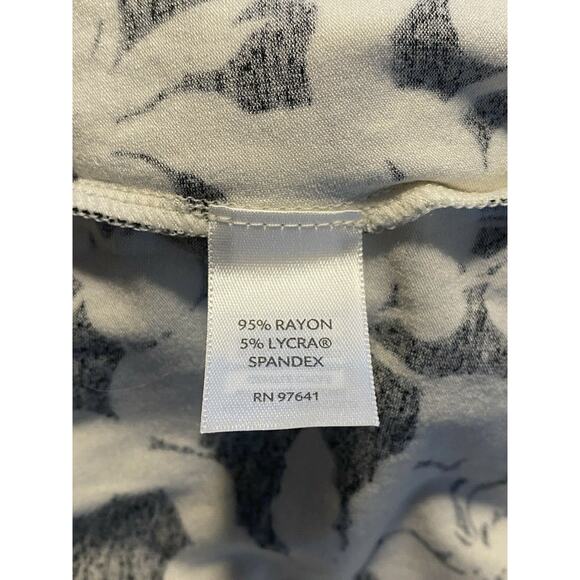 95% RAYON
5% LYCRA®
SPANDEX
RN 97641